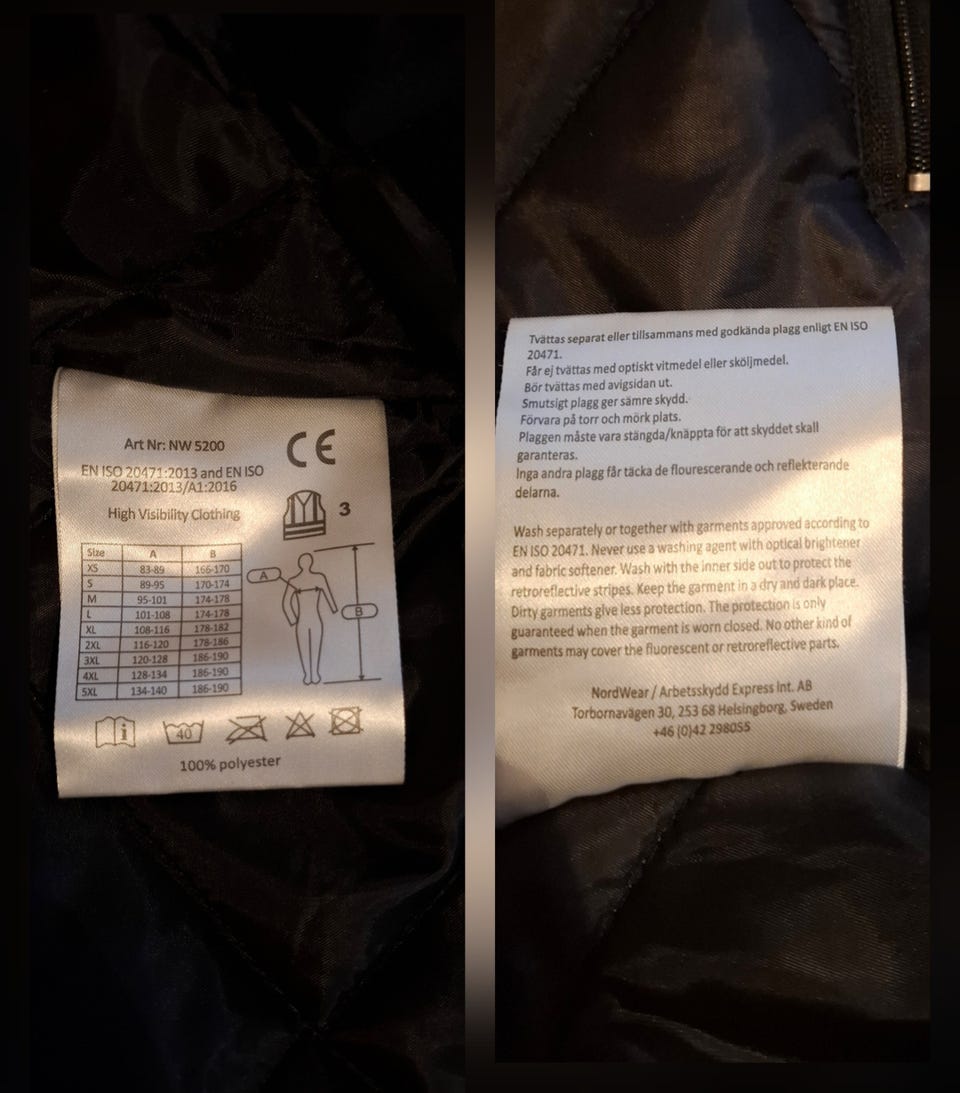 Art Nr: NW 5200
CE
EN ISO 20471:2013 and EN ISO
20471:2013/A1:2016
High Visibility Clothing
3
Size A B
XS 83-89 166-170
S 89-95 170-174
M 95-101 174-178
L 101-108 174-178
XL 108-116 178-182
2XL 116-120 178-186
3XL 120-128 186-190
4XL 128-134 186-190
5XL 134-140 186-190
A
B
i
40
100% polyester
Tvättas separat eller tillsammans med godkända plagg enligt EN ISO
20471.
Får ej tvättas med optiskt vitmedel eller sköljmedel.
Bör tvättas med avigsidan ut.
Smutsigt plagg ger sämre skydd.
Förvara på torr och mörk plats.
Plaggen måste vara stängda/knäppta för att skyddet skall
garanteras.
Inga andra plagg får täcka de flourescerande och reflekterande
delarna.
Wash separately or together with garments approved according to
EN ISO 20471. Never use a washing agent with optical brightener
and fabric softener. Wash with the inner side out to protect the
retroreflective stripes. Keep the garment in a dry and dark place.
Dirty garments give less protection. The protection is only
guaranteed when the garment is worn closed. No other kind of
garments may cover the fluorescent or retroreflective parts.
NordWear / Arbetsskydd Express Int. AB
Torbornavägen 30, 253 68 Helsingborg, Sweden
+46 (0)42 298055